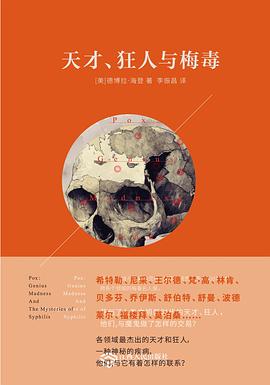 天才、狂人与梅毒
[美]德博拉·海登 著 李振昌 译
Pox:
Genius
Madness
Pox:
Genius
Madness
And
The Mysteries of
Syphilis
希特勒、尼采、王尔德、梵·高、林肯、
贝多芬、乔伊斯、舒伯特、舒曼、波德
莱尔、福楼拜、莫泊桑……
各领域最杰出的天才和狂人，
一种神秘的疾病，
他们与它有着怎样的联系？